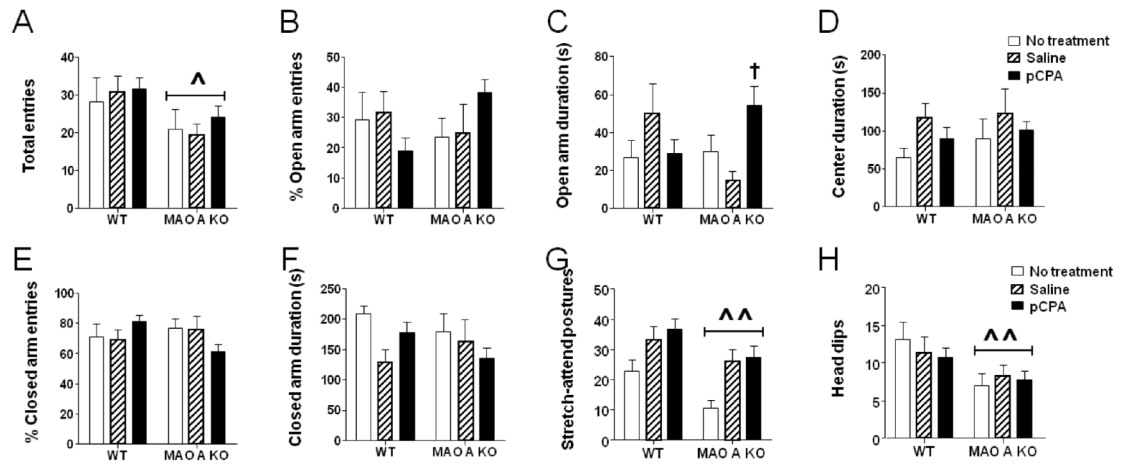 A
Total entries
40
30
20
10
0
^
WT
MAO A KO
B
% Open arm entries
50
40
30
20
10
0
WT
MAO A KO
C
Open arm duration (s)
80
60
40
20
0
†
WT
MAO A KO
D
Center duration (s)
200
150
100
50
0
No treatment
Saline
pCPA
WT
MAO A KO
E
% Closed arm entries
100
80
60
40
20
0
WT
MAO A KO
F
Closed arm duration (s)
250
200
150
100
50
0
WT
MAO A KO
G
Stretch-attend postures
50
40
30
20
10
0
^ ^
WT
MAO A KO
H
Head dips
20
15
10
5
0
No treatment
Saline
pCPA
^ ^
WT
MAO A KO